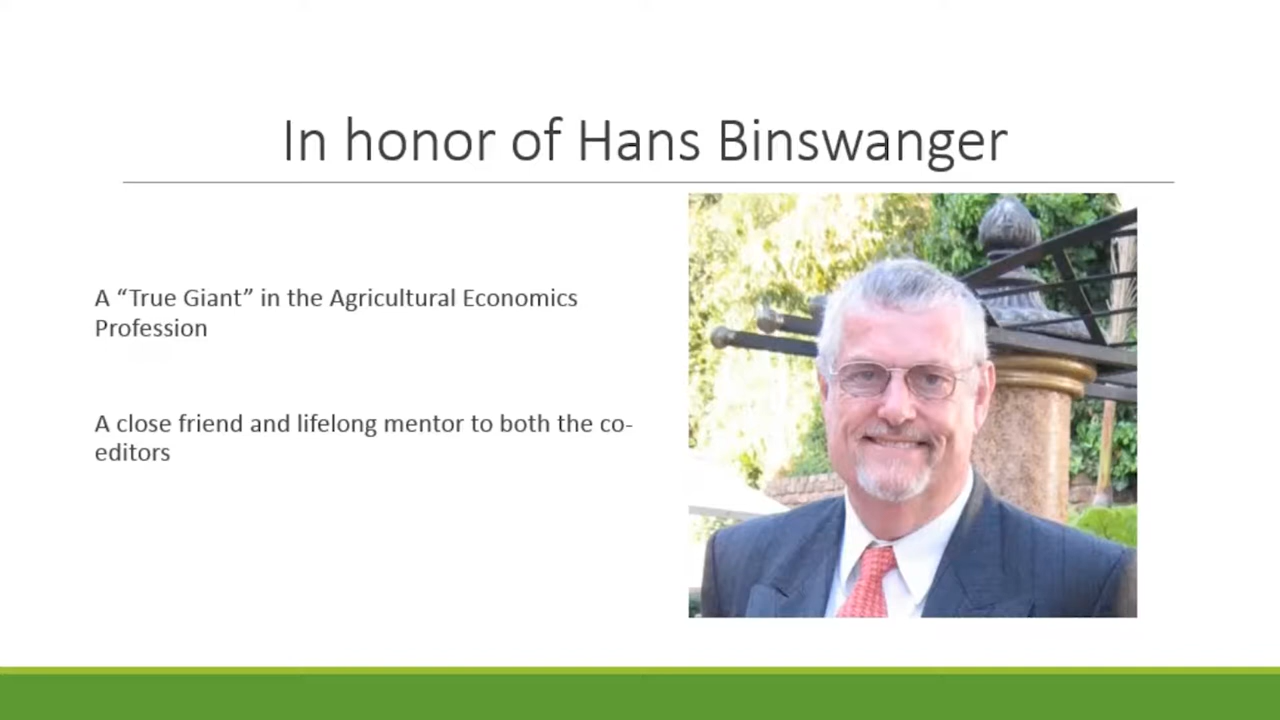 In honor of Hans Binswanger
A “True Giant” in the Agricultural Economics
Profession
A close friend and lifelong mentor to both the co-
editors